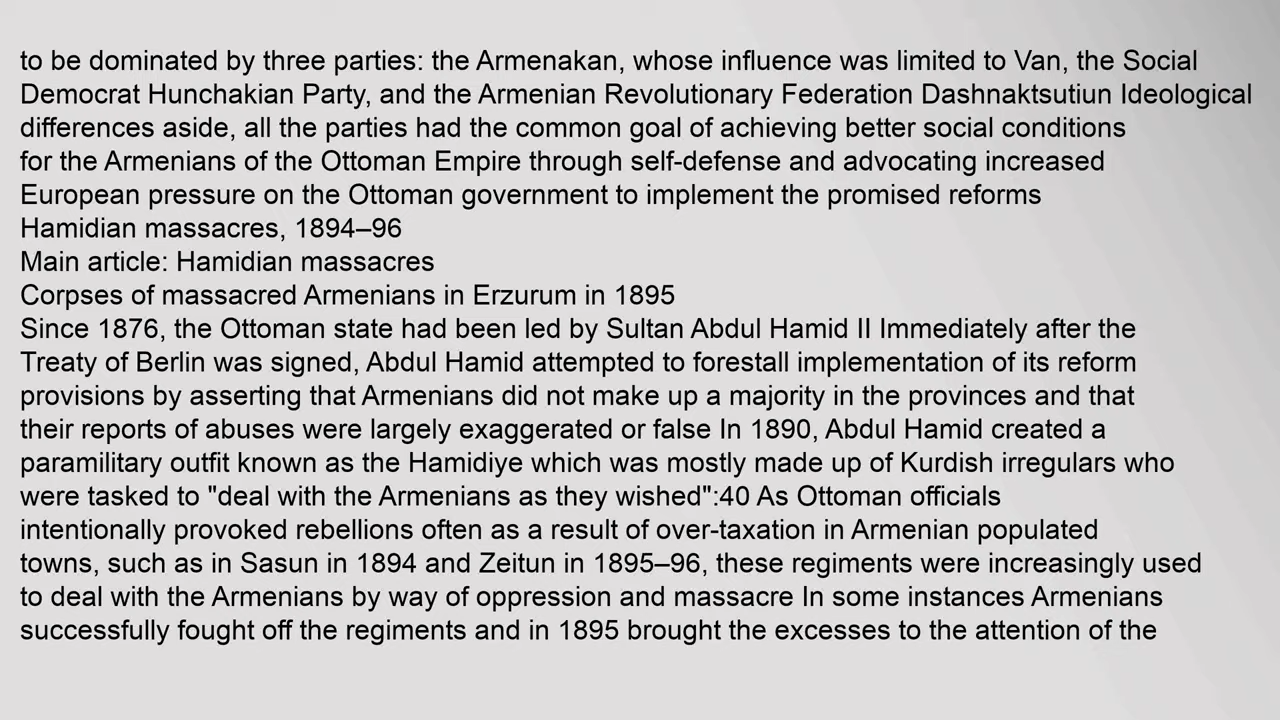 to be dominated by three parties: the Armenakan, whose influence was limited to Van, the Social
Democrat Hunchakian Party, and the Armenian Revolutionary Federation Dashnaktsutiun Ideological
differences aside, all the parties had the common goal of achieving better social conditions
for the Armenians of the Ottoman Empire through self-defense and advocating increased
European pressure on the Ottoman government to implement the promised reforms
Hamidian massacres, 1894–96
Main article: Hamidian massacres
Corpses of massacred Armenians in Erzurum in 1895
Since 1876, the Ottoman state had been led by Sultan Abdul Hamid II Immediately after the
Treaty of Berlin was signed, Abdul Hamid attempted to forestall implementation of its reform
provisions by asserting that Armenians did not make up a majority in the provinces and that
their reports of abuses were largely exaggerated or false In 1890, Abdul Hamid created a
paramilitary outfit known as the Hamidiye which was mostly made up of Kurdish irregulars who
were tasked to "deal with the Armenians as they wished":40 As Ottoman officials
intentionally provoked rebellions often as a result of over-taxation in Armenian populated
towns, such as in Sasun in 1894 and Zeitun in 1895–96, these regiments were increasingly used
to deal with the Armenians by way of oppression and massacre In some instances Armenians
successfully fought off the regiments and in 1895 brought the excesses to the attention of the